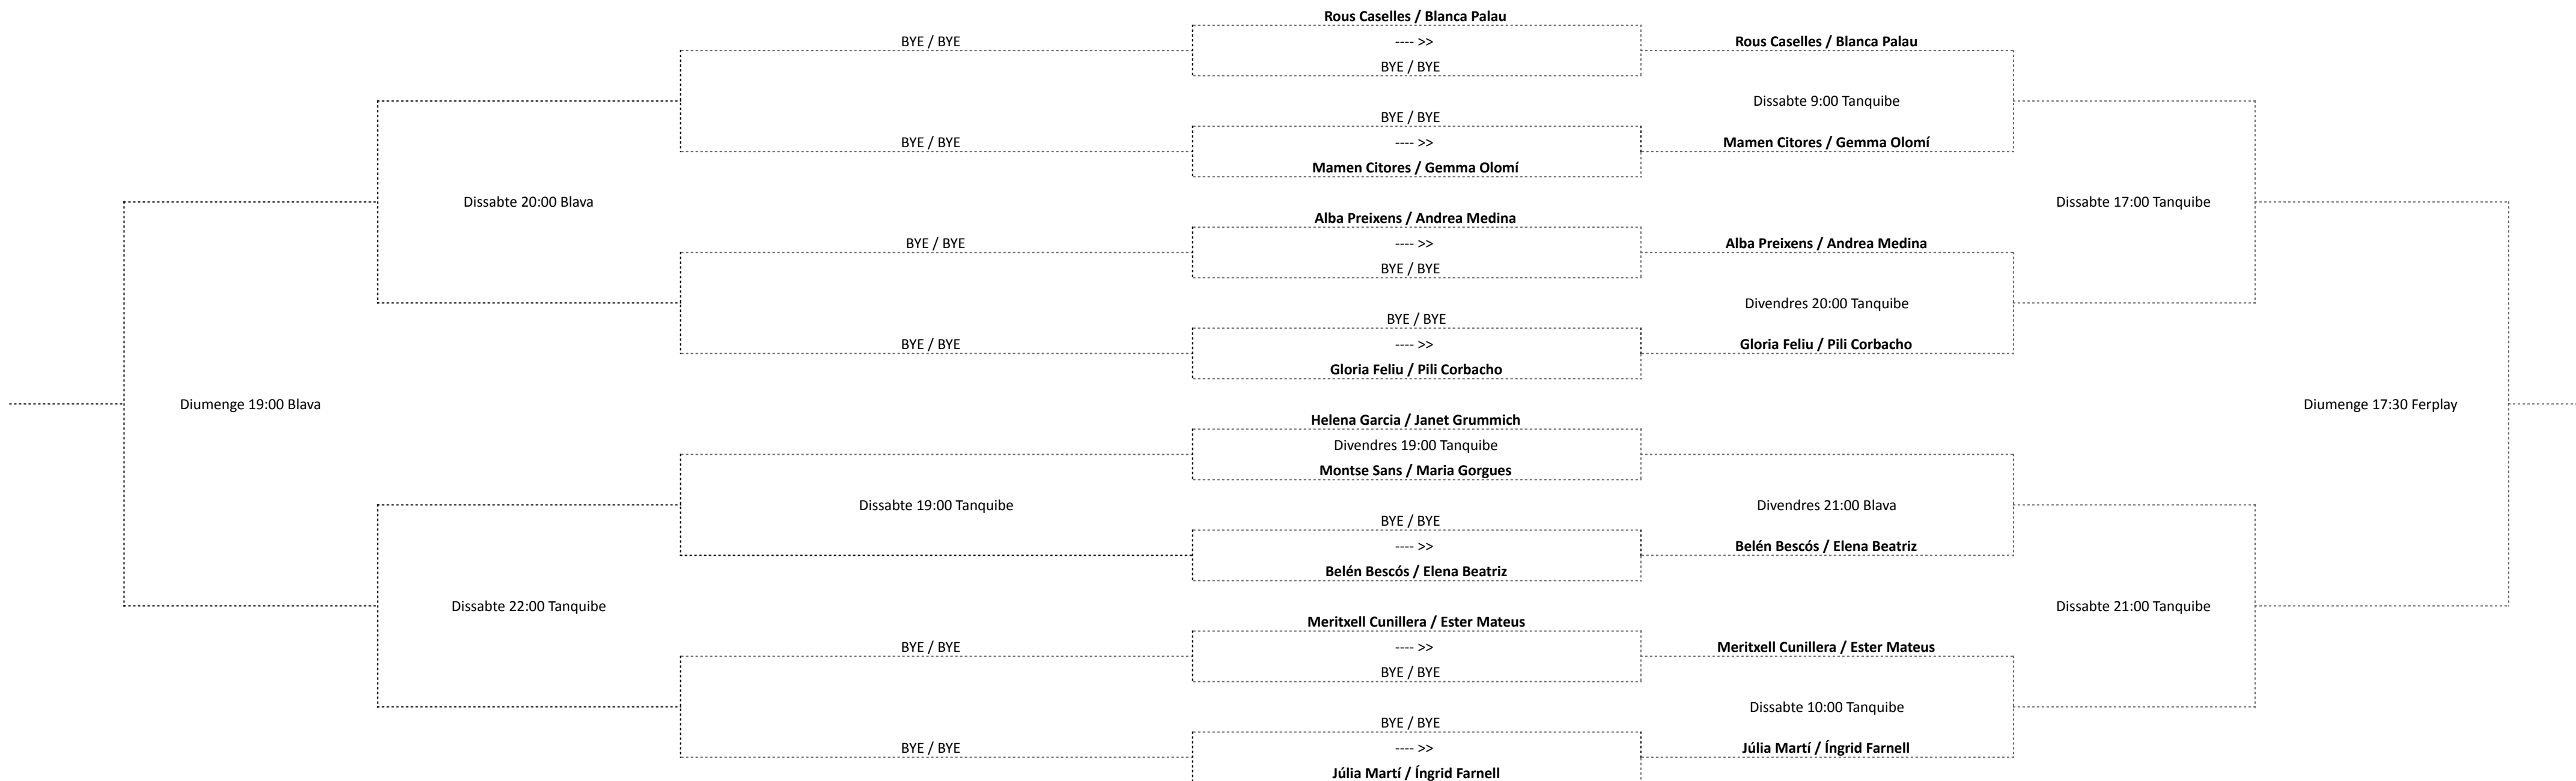 Rous Caselles / Blanca Palau
BYE / BYE
---- >>
Rous Caselles / Blanca Palau
BYE / BYE
Dissabte 9:00 Tanquibe
BYE / BYE
BYE / BYE
---- >>
Mamen Citores / Gemma Olomí
Mamen Citores / Gemma Olomí
Dissabte 20:00 Blava
Dissabte 17:00 Tanquibe
Alba Preixens / Andrea Medina
BYE / BYE
---- >>
Alba Preixens / Andrea Medina
BYE / BYE
Divendres 20:00 Tanquibe
BYE / BYE
BYE / BYE
---- >>
Gloria Feliu / Pili Corbacho
Gloria Feliu / Pili Corbacho
Diumenge 19:00 Blava
Diumenge 17:30 Ferplay
Helena Garcia / Janet Grummich
Divendres 19:00 Tanquibe
Montse Sans / Maria Gorgues
Dissabte 19:00 Tanquibe
Divendres 21:00 Blava
BYE / BYE
---- >>
Belén Bescós / Elena Beatriz
Belén Bescós / Elena Beatriz
Dissabte 22:00 Tanquibe
Dissabte 21:00 Tanquibe
Meritxell Cunillera / Ester Mateus
BYE / BYE
---- >>
Meritxell Cunillera / Ester Mateus
BYE / BYE
Dissabte 10:00 Tanquibe
BYE / BYE
BYE / BYE
---- >>
Júlia Martí / Íngrid Farnell
Júlia Martí / Íngrid Farnell